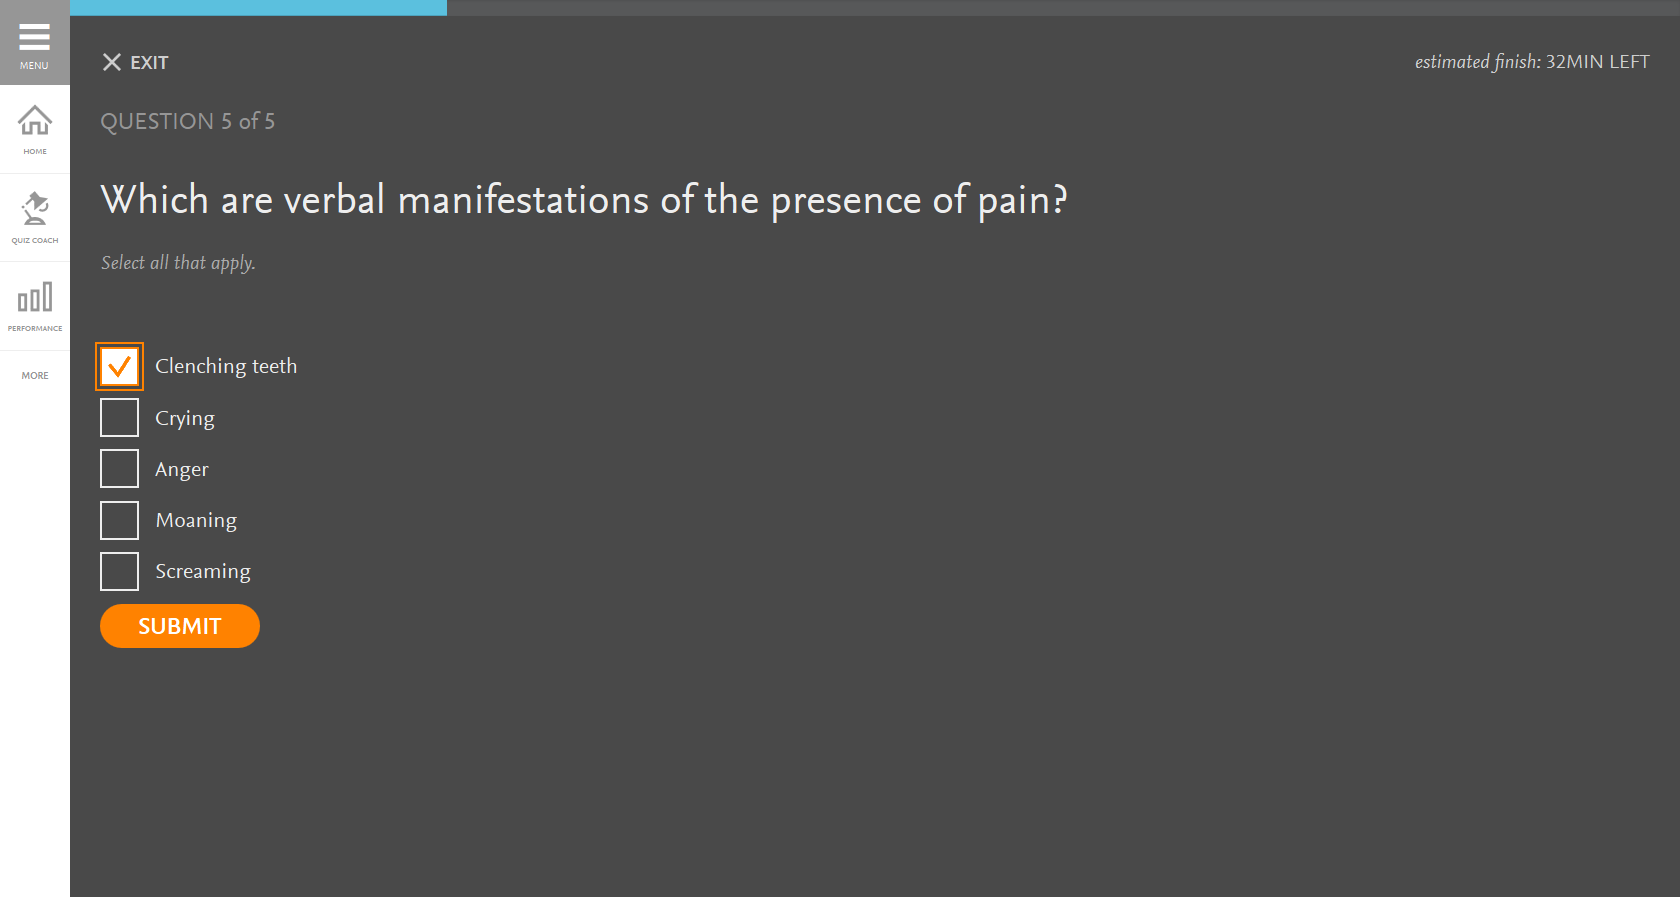 MENU
EXIT
estimated finish: 32MIN LEFT
QUESTION 5 of 5
HOME
Which are verbal manifestations of the presence of pain?
QUIZ COACH
Select all that apply.
PERFORMANCE
MORE
Clenching teeth
Crying
Anger
Moaning
Screaming
SUBMIT